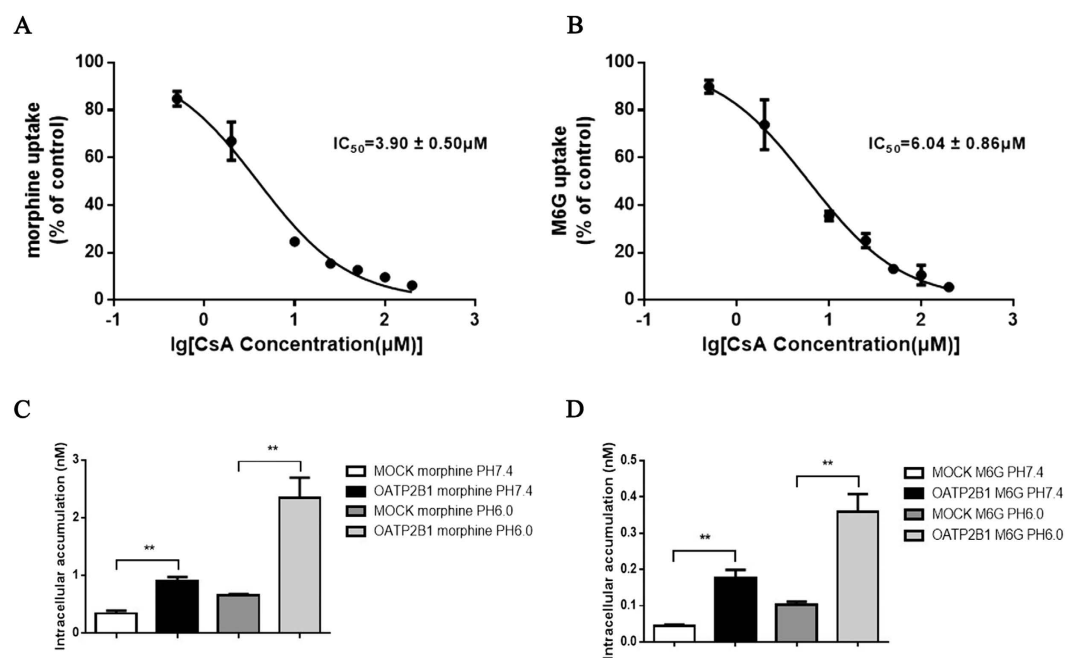 A
morphine uptake
(% of control)
100
80
60
40
20
0
IC50=3.90 ± 0.50µM
-1
0
1
2
3
lg[CsA Concentration(µM)]
B
M6G uptake
(% of control)
100
80
60
40
20
0
IC50=6.04 ± 0.86µM
-1
0
1
2
3
lg[CsA Concentration(µM)]
C
Intracellular accumulation (nM)
3
2
1
0
**
**
MOCK morphine PH7.4
OATP2B1 morphine PH7.4
MOCK morphine PH6.0
OATP2B1 morphine PH6.0
D
Intracellular accumulation (nM)
0.5
0.4
0.3
0.2
0.1
0.0
**
**
MOCK M6G PH7.4
OATP2B1 M6G PH7.4
MOCK M6G PH6.0
OATP2B1 M6G PH6.0